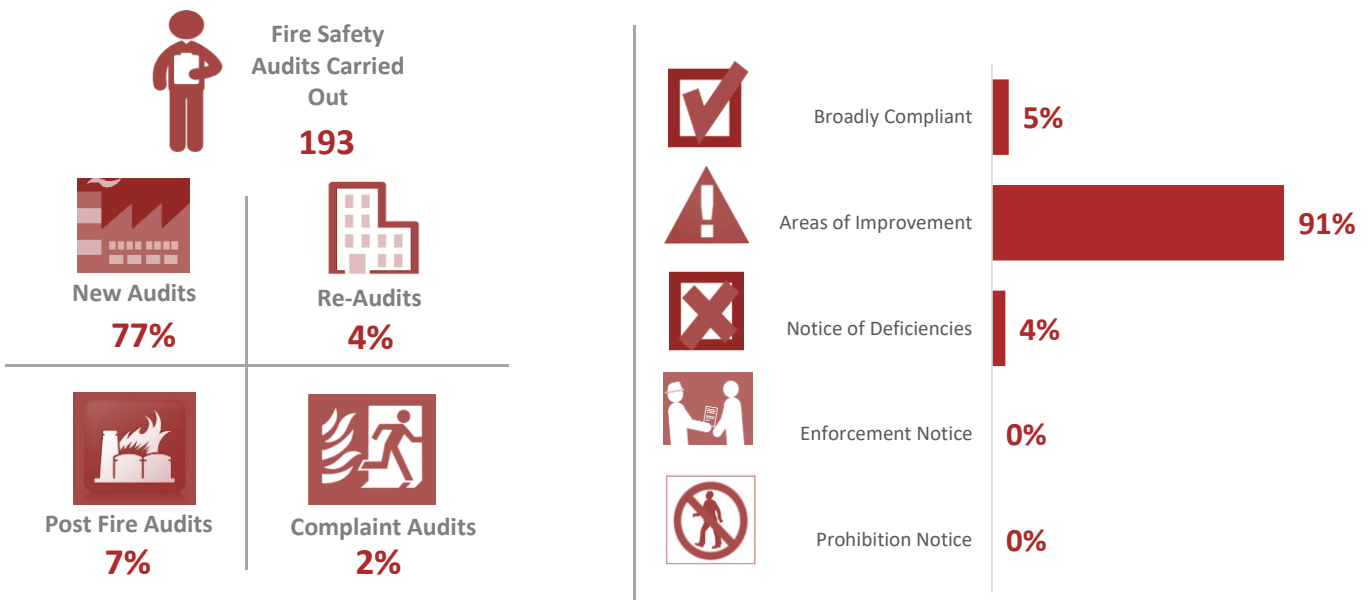 Fire Safety
Audits Carried
Out
193
New Audits
77%
Re-Audits
4%
Post Fire Audits
7%
Complaint Audits
2%
Broadly Compliant
5%
Areas of Improvement
91%
Notice of Deficiencies
4%
Enforcement Notice
0%
Prohibition Notice
0%